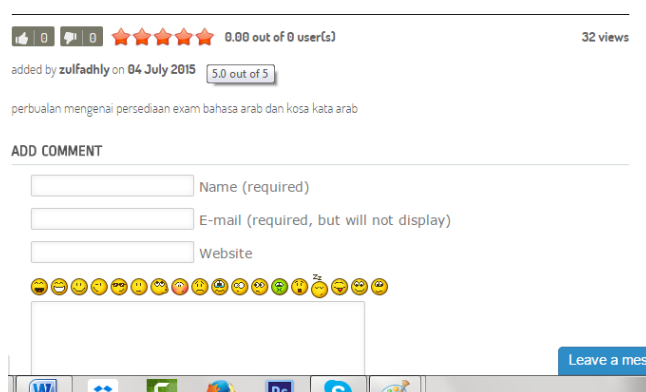 0 0 0.00 out of 0 user(s) 32 views
added by zulfadhly on 04 July 2015 5.0 out of 5
perbualan mengenai persediaan exam bahasa arab dan kosa kata arab
ADD COMMENT
Name (required)
E-mail (required, but will not display)
Website
zz
Leave a mes
W Ps S